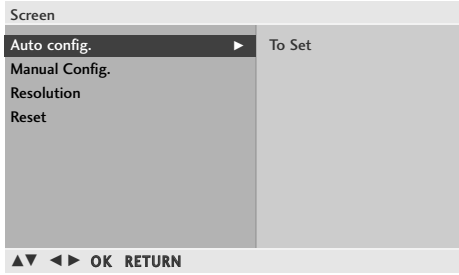 Screen
Auto config. ► To Set
Manual Config.
Resolution
Reset
▲▼ ◄► OK RETURN